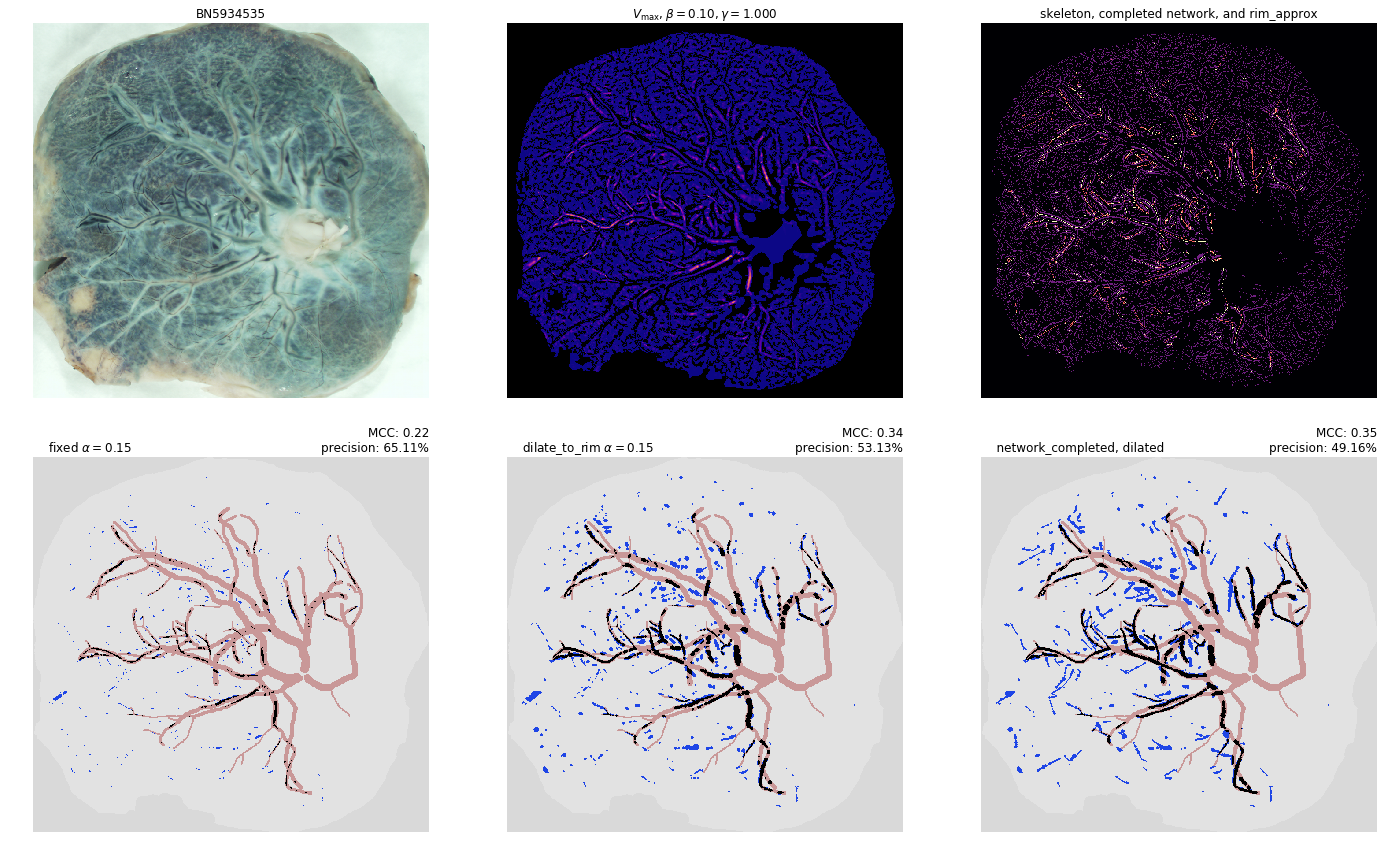 BN5934535
V_max, β = 0.10, γ = 1.000
skeleton, completed network, and rim_approx
MCC: 0.22
fixed α = 0.15 precision: 65.11%
MCC: 0.34
dilate_to_rim α = 0.15 precision: 53.13%
MCC: 0.35
network_completed, dilated precision: 49.16%